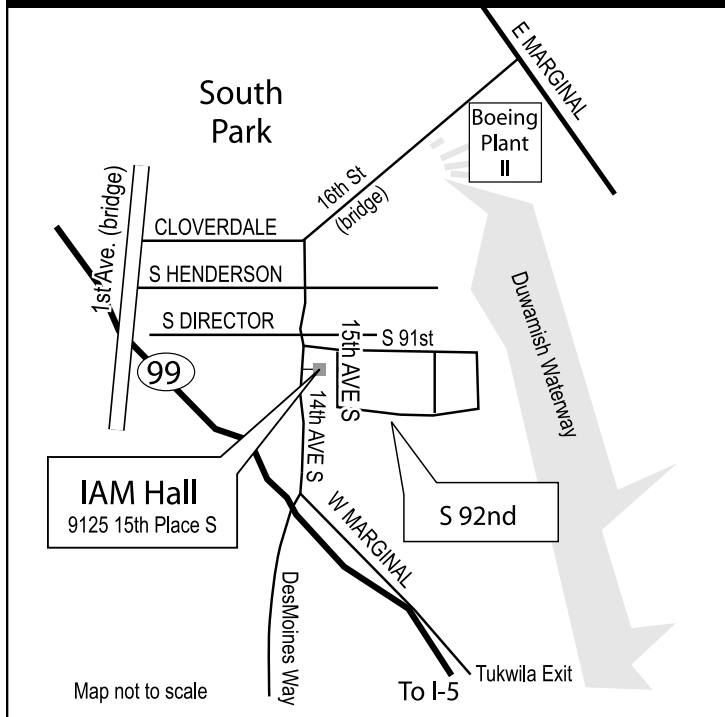 E MARGINAL
South
Park
Boeing
Plant
II
16th St
(bridge)
1st Ave. (bridge)
CLOVERDALE
S HENDERSON
S DIRECTOR
S 91st
15th AVE S
99
14th AVE S
Duwamish Waterway
IAM Hall
9125 15th Place S
S 92nd
W MARGINAL
DesMoines Way
Map not to scale
To I-5
Tukwila Exit